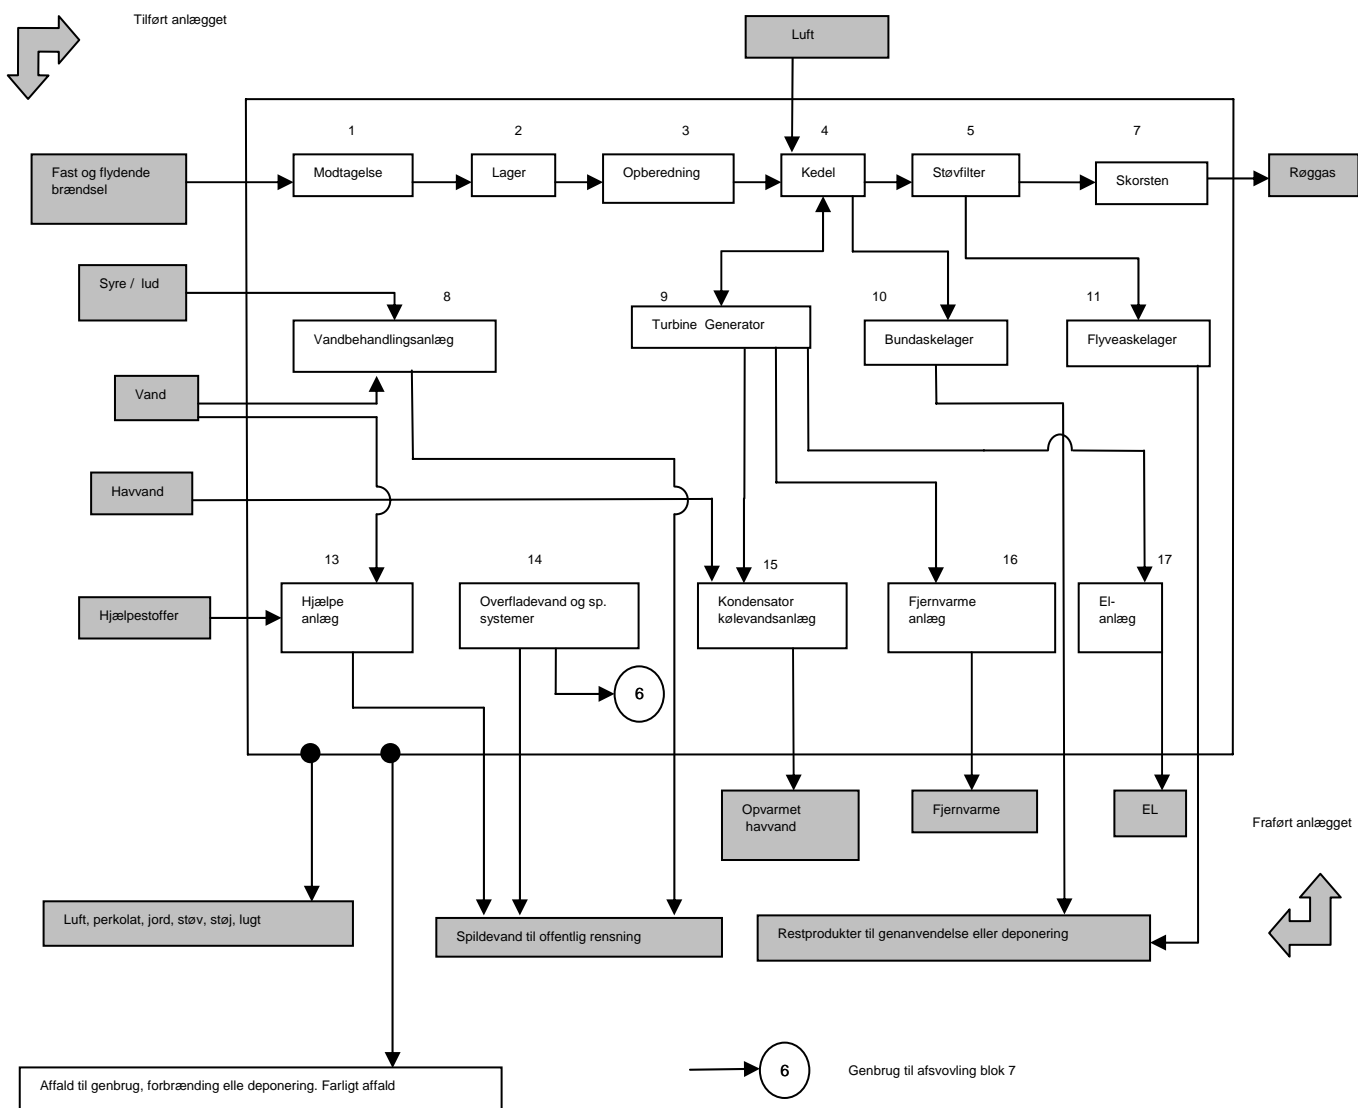 Tilført anlægget
Luft
1
2
3
4
5
7
Fast og flydende
brændsel
Modtagelse
Lager
Opberedning
Kedel
Støvfilter
Skorsten
Røggas
Syre / lud
8
9
10
11
Vandbehandlingsanlæg
Turbine Generator
Bundaskelager
Flyveaskelager
Vand
Havvand
13
14
15
16
17
Hjælpestoffer
Hjælpe
anlæg
Overfladevand og sp.
systemer
Kondensator
kølevandsanlæg
Fjernvarme
anlæg
El-
anlæg
6
Opvarmet
havvand
Fjernvarme
EL
Fraført anlægget
Luft, perkolat, jord, støv, støj, lugt
Spildevand til offentlig rensning
Restprodukter til genanvendelse eller deponering
Affald til genbrug, forbrænding elle deponering. Farligt affald
6
Genbrug til afsvovling blok 7